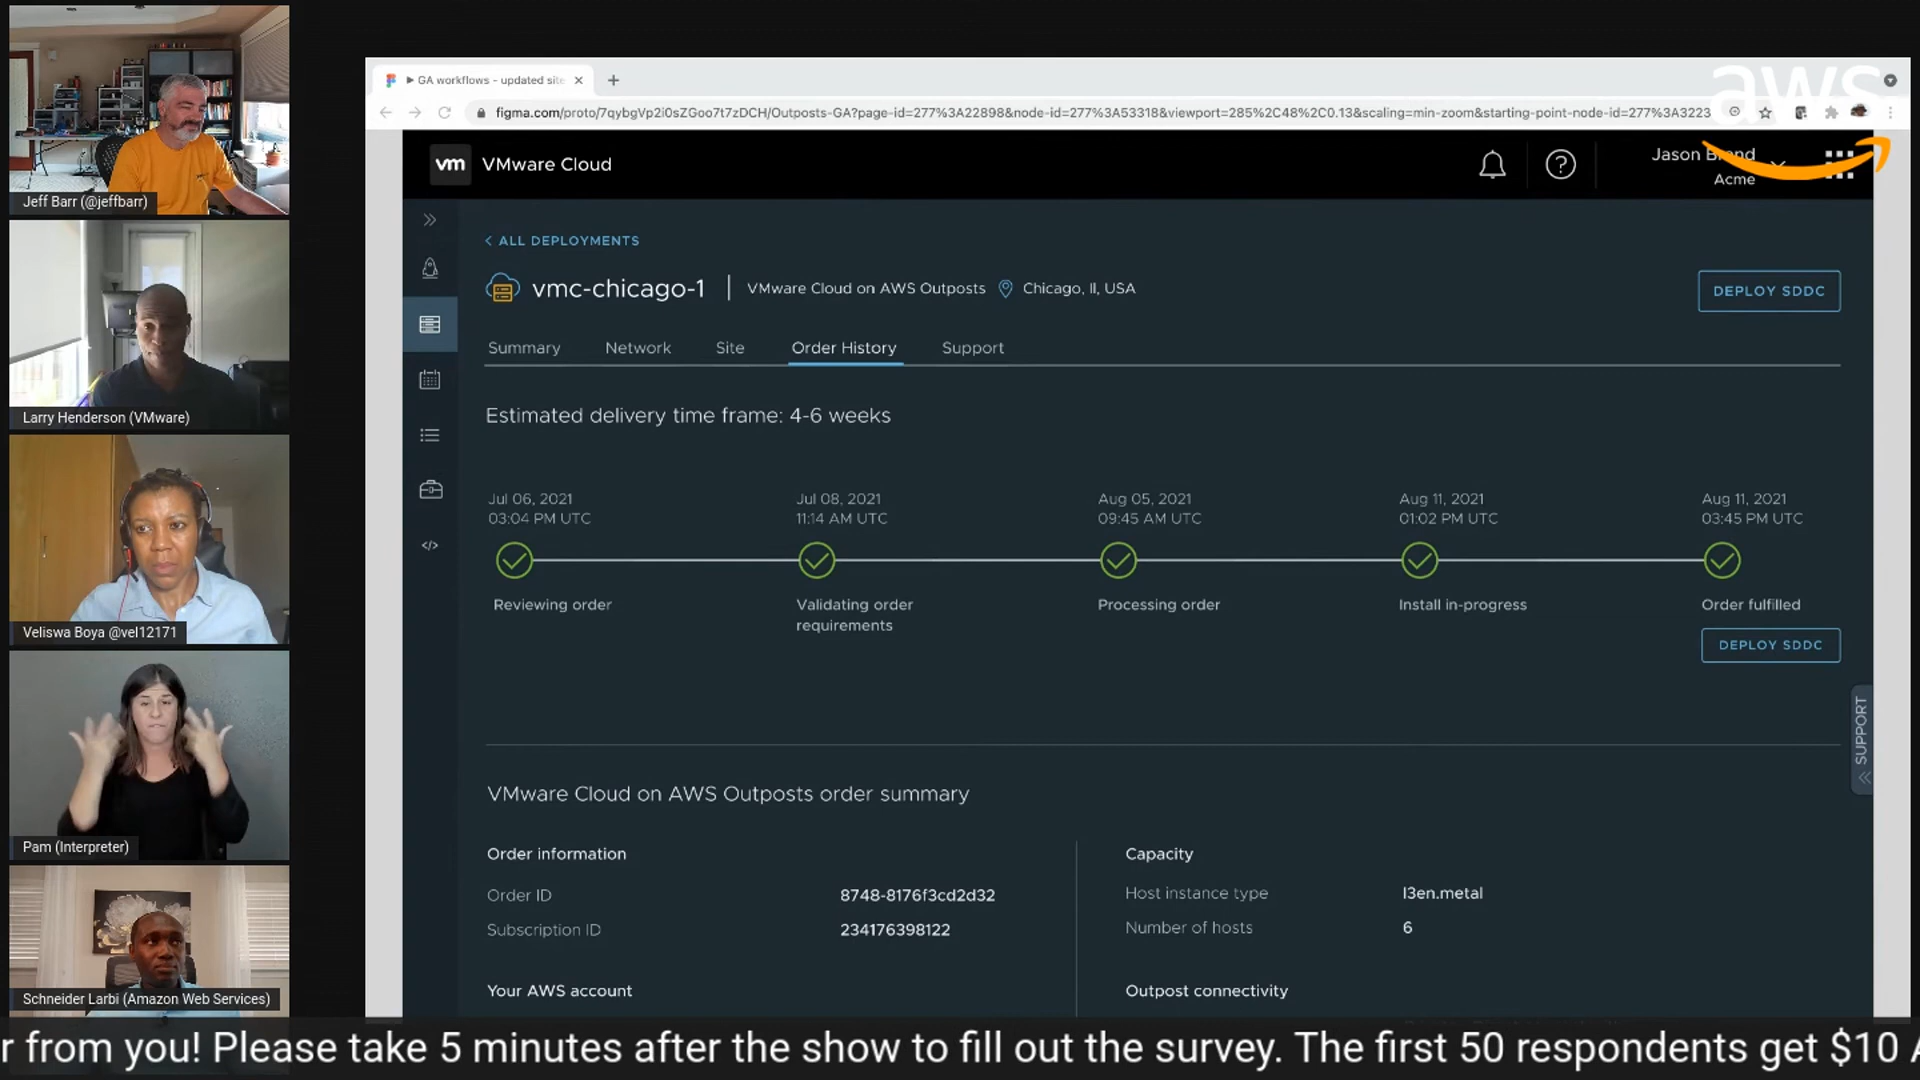 Jeff Barr (@jeffbarr)
Larry Henderson (VMware)
Veliswa Boya @vel12171
Pam (Interpreter)
Schneider Larbi (Amazon Web Services)
GA workflows - updated site
figma.com/proto/7qybgVp2i0sZGoo7t7zDCH/Outposts-GA?page-id=277%3A22898&node-id=277%3A53318&viewport=285%2C48%2C0.13&scaling=min-zoom&starting-point-node-id=277%3A3223
aws
vm VMware Cloud
Jason
Acme
ALL DEPLOYMENTS
vmc-chicago-1 | VMware Cloud on AWS Outposts Chicago, Il, USA
DEPLOY SDDC
Summary Network Site Order History Support
Estimated delivery time frame: 4-6 weeks
Jul 06, 2021 Jul 08, 2021 Aug 05, 2021 Aug 11, 2021 Aug 11, 2021
03:04 PM UTC 11:14 AM UTC 09:45 AM UTC 01:02 PM UTC 03:45 PM UTC
Reviewing order Validating order Processing order Install in-progress Order fulfilled
requirements
DEPLOY SDDC
SUPPORT
VMware Cloud on AWS Outposts order summary
Order information Capacity
Order ID 8748-8176f3cd2d32 Host instance type I3en.metal
Subscription ID 234176398122 Number of hosts 6
Your AWS account Outpost connectivity
r from you! Please take 5 minutes after the show to fill out the survey. The first 50 respondents get $10